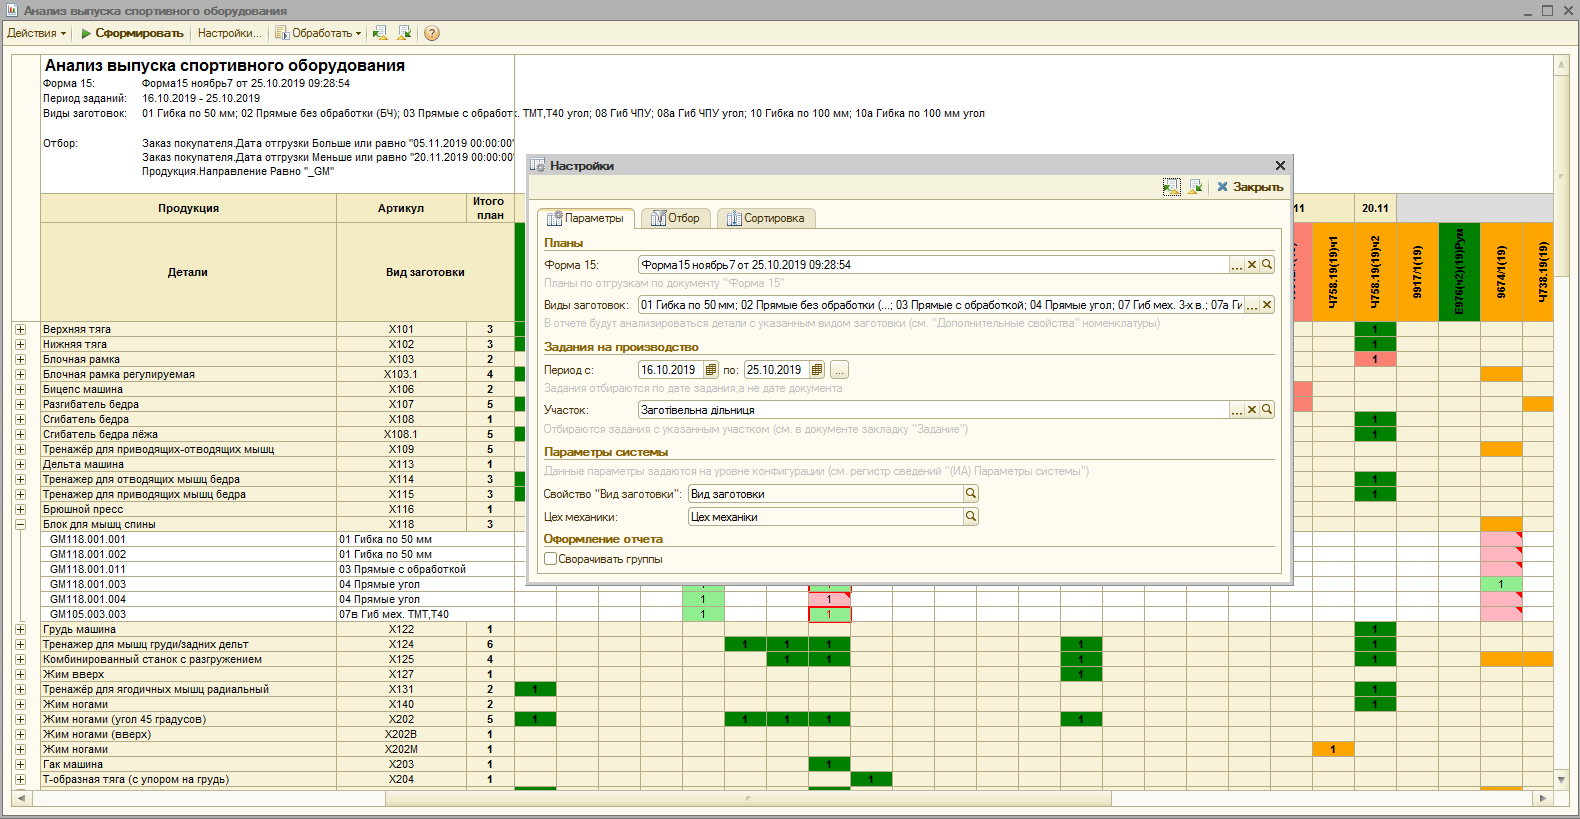 Анализ выпуска спортивного оборудования
Действия Сформировать Настройки... Обработать ?
Анализ выпуска спортивного оборудования
Форма 15: Форма15 ноябрь7 от 25.10.2019 09:28:54
Период заданий: 16.10.2019 - 25.10.2019
Виды заготовок: 01 Гибка по 50 мм; 02 Прямые без обработки (БЧ); 03 Прямые с обработк. ТМТ,Т40 угол; 08 Гиб ЧПУ; 08а Гиб ЧПУ угол; 10 Гибка по 100 мм; 10а Гибка по 100 мм угол
Отбор: Заказ покупателя.Дата отгрузки Больше или равно "05.11.2019 00:00:00"
Заказ покупателя.Дата отгрузки Меньше или равно "20.11.2019 00:00:00"
Продукция.Направление Равно "_GM"
Продукция Артикул Итого план 11 20.11
Детали Вид заготовки Ч758.19(19)ч1 Ч758.19(19)ч2 9917/1(19) Е976(ч2)(19)Рум 9674/1(19) Ч738.19(19)
Верхняя тяга X101 3 1
Нижняя тяга X102 3 1
Блочная рамка X103 2 1
Блочная рамка регулируемая X103.1 4
Бицепс машина X106 2
Разгибатель бедра X107 5
Сгибатель бедра X108 1 1
Сгибатель бедра лёжа X108.1 5 1
Тренажёр для приводящих-отводящих мышц X109 5
Дельта машина X113 1
Тренажер для отводящих мышц бедра X114 3 1
Тренажер для приводящих мышц бедра X115 3 1
Брюшной пресс X116 1
Блок для мышц спины X118 3
GM118.001.001 01 Гибка по 50 мм
GM118.001.002 01 Гибка по 50 мм
GM118.001.011 03 Прямые с обработкой
GM118.001.003 04 Прямые угол 1
GM118.001.004 04 Прямые угол 1 1
GM105.003.003 07в Гиб мех. ТМТ,Т40 1 1
Грудь машина X122 1 1
Тренажер для мышц груди/задних дельт X124 6 1 1 1 1 1
Комбинированный станок с разгружением X125 4 1 1 1 1
Жим вверх X127 1 1
Тренажёр для ягодичных мышц радиальный X131 2 1 1
Жим ногами X140 2 1
Жим ногами (угол 45 градусов) X202 5 1 1 1 1 1
Жим ногами (вверх) X202B 1
Жим ногами X202M 1 1
Гак машина X203 1 1
Т-образная тяга (с упором на грудь) X204 1 1
Настройки
Закрыть
Параметры Отбор Сортировка
Планы
Форма 15: Форма15 ноябрь7 от 25.10.2019 09:28:54 ...
Планы по отгрузкам по документу "Форма 15"
Виды заготовок: 01 Гибка по 50 мм; 02 Прямые без обработки (...; 03 Прямые с обработкой; 04 Прямые угол; 07 Гиб мех. 3-х в.; 07а Ги ...
В отчете будут анализироваться детали с указанным видом заготовки (см. "Дополнительные свойства" номенклатуры)
Задания на производство
Период с: 16.10.2019 по: 25.10.2019 ...
Задания отбираются по дате задания,а не дате документа
Участок: Заготівельна дільниця ...
Отбираются задания с указанным участком (см. в документе закладку "Задание")
Параметры системы
Данные параметры задаются на уровне конфигурации (см. регистр сведений "(ИА) Параметры системы")
Свойство "Вид заготовки": Вид заготовки
Цех механики: Цех механіки
Оформление отчета
Сворачивать группы